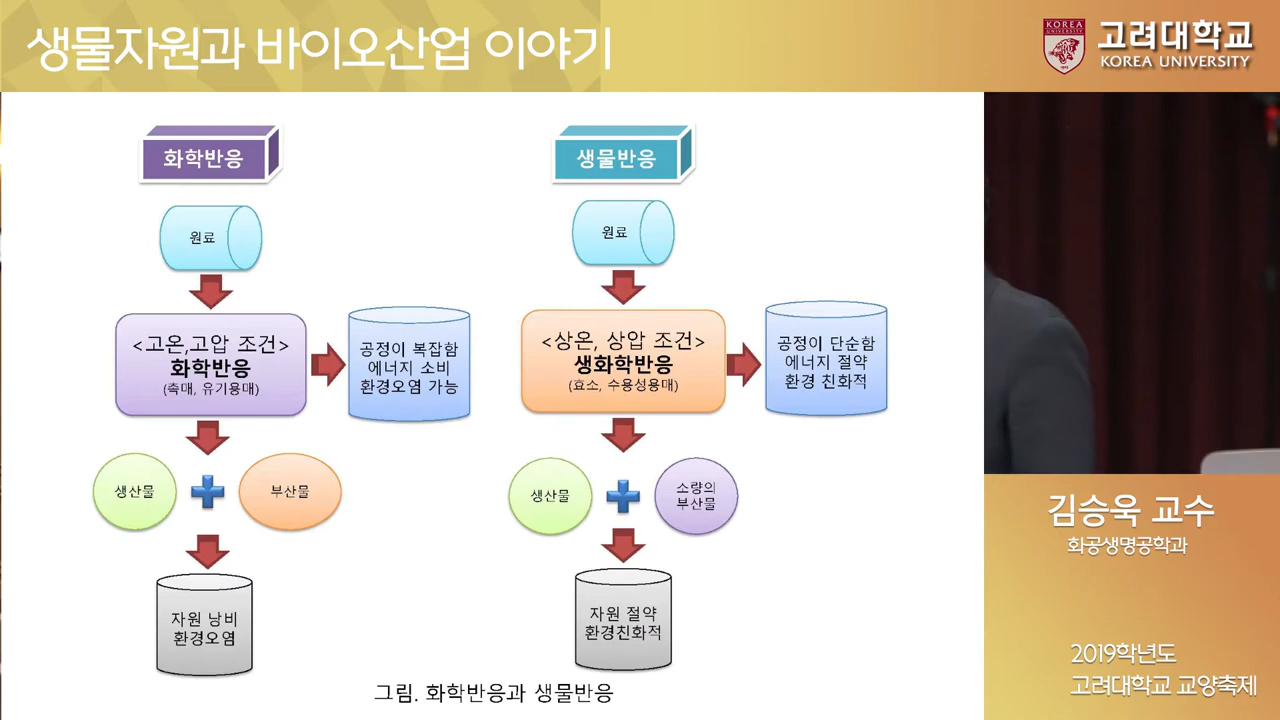 생물자원과 바이오산업 이야기
KOREA
UNIVERSITY
고려대학교
KOREA UNIVERSITY
화학반응
원료
<고온,고압 조건>
화학반응
(촉매, 유기용매)
공정이 복잡함
에너지 소비
환경오염 가능
생산물
부산물
자원 낭비
환경오염
생물반응
원료
<상온, 상압 조건>
생화학반응
(효소, 수용성용매)
공정이 단순함
에너지 절약
환경 친화적
생산물
소량의
부산물
자원 절약
환경친화적
그림. 화학반응과 생물반응
김승욱 교수
화공생명공학과
2019학년도
고려대학교 교양축제